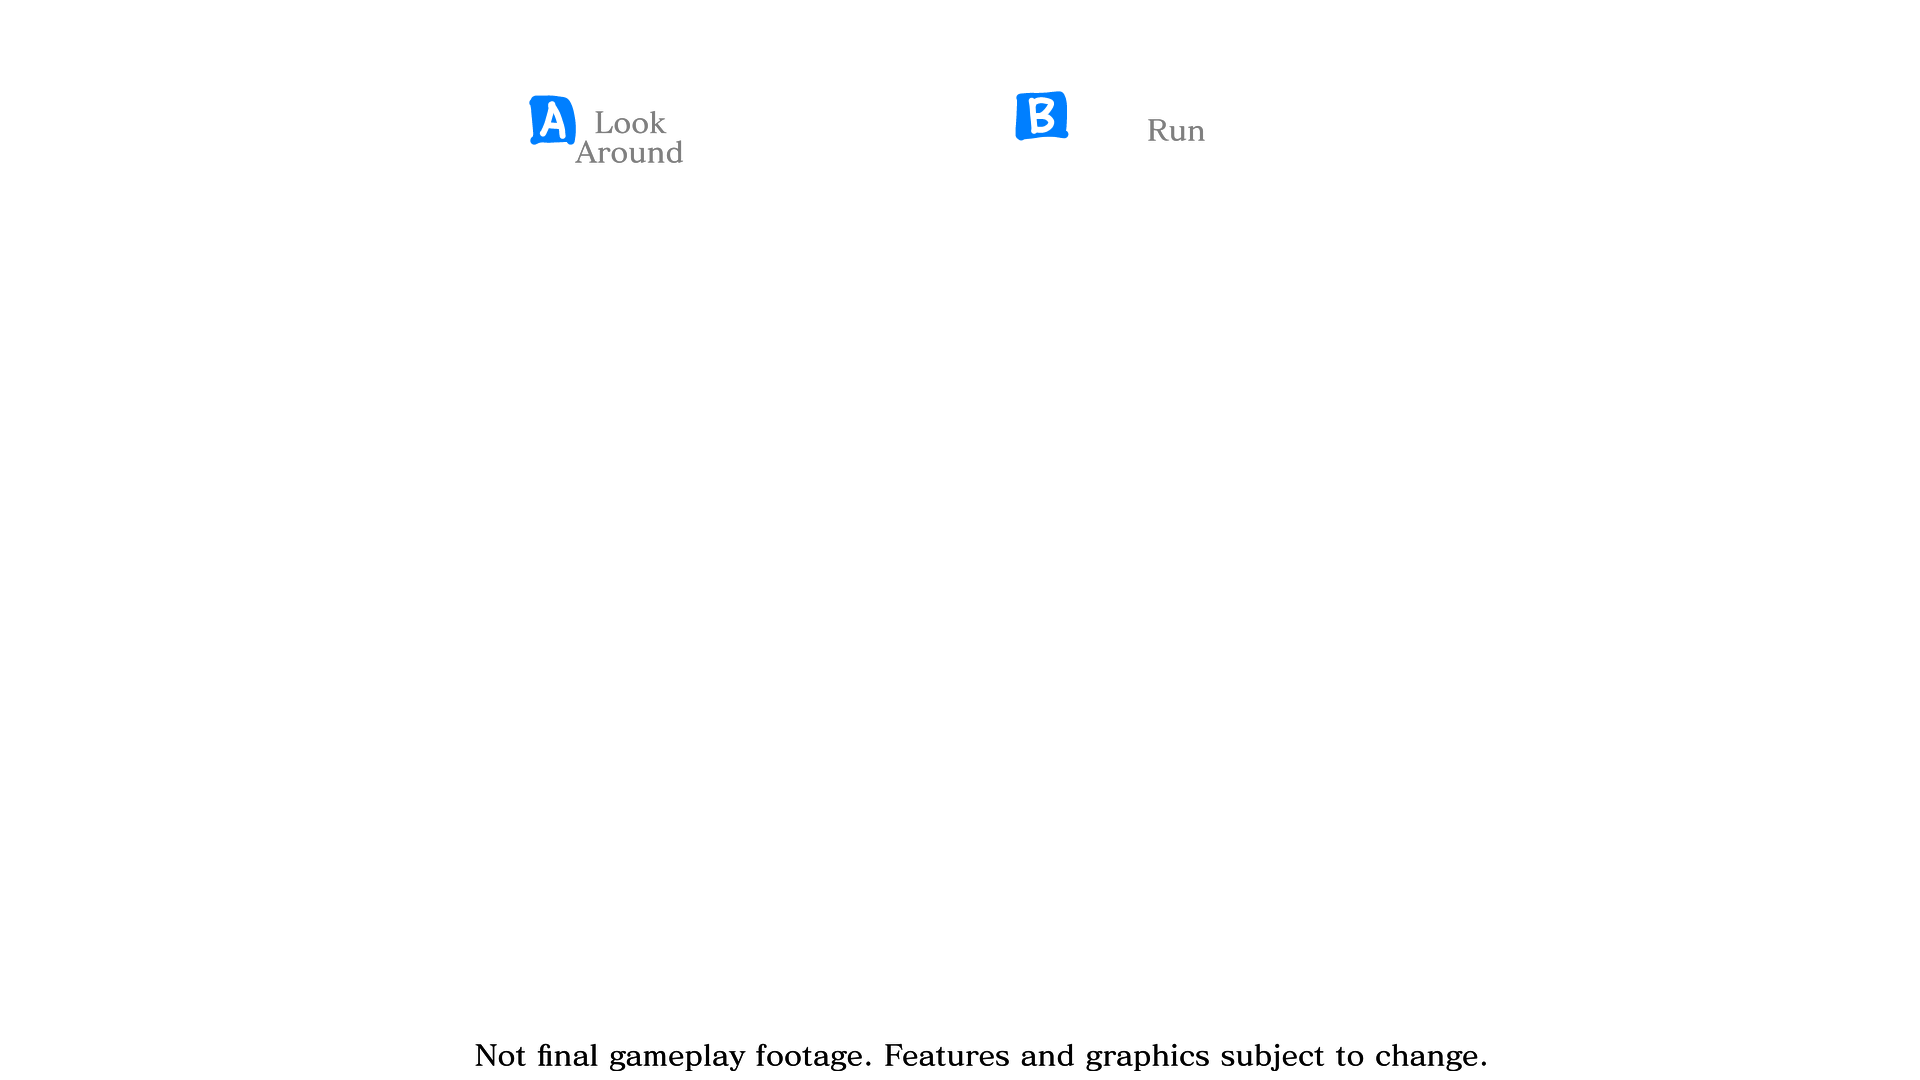 A
Look
Around
B
Run
Not final gameplay footage. Features and graphics subject to change.